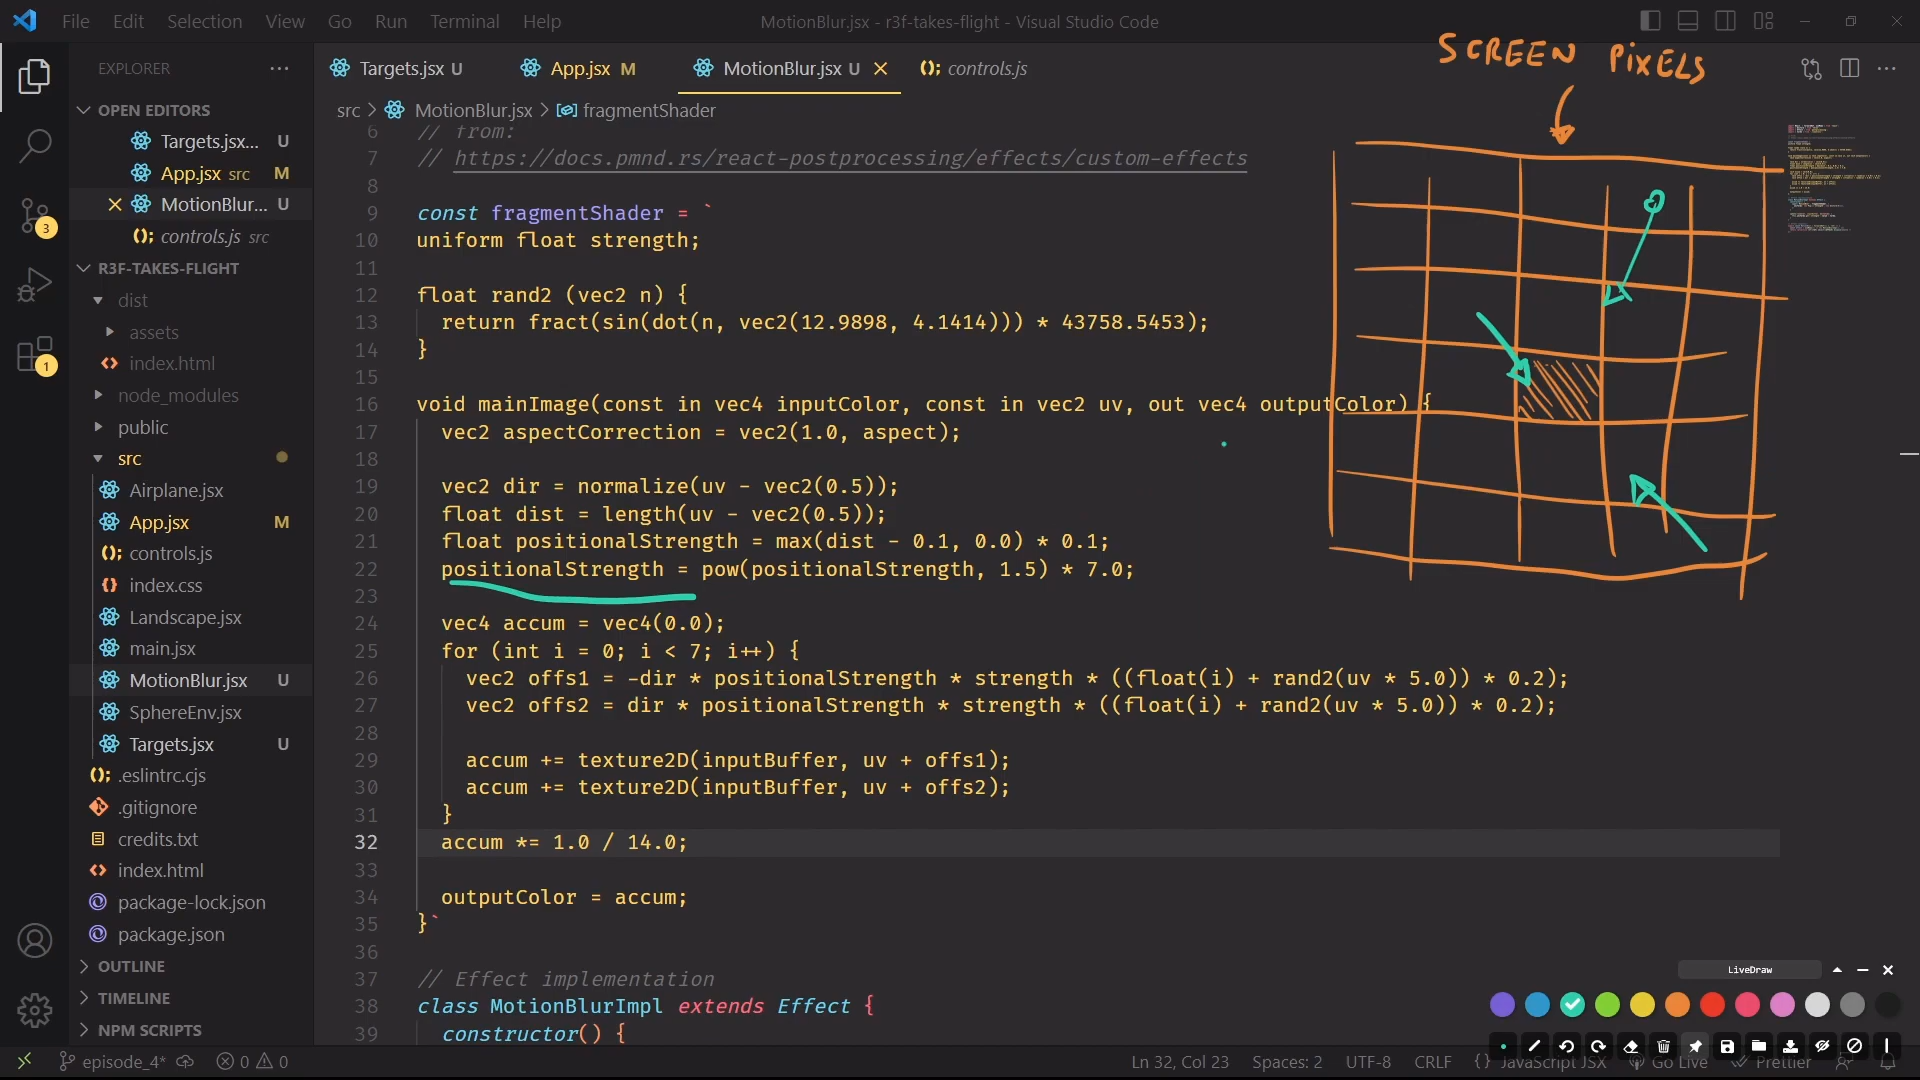 File Edit Selection View Go Run Terminal Help
MotionBlur.jsx - r3f-takes-flight - Visual Studio Code
SCREEN PIXELS
EXPLORER
Targets.jsx U
App.jsx M
MotionBlur.jsx U
controls.js
OPEN EDITORS
Targets.jsx... U
App.jsx src M
MotionBlur... U
controls.js src
3
1
R3F-TAKES-FLIGHT
dist
assets
index.html
node_modules
public
src
Airplane.jsx
App.jsx M
controls.js
index.css
Landscape.jsx
main.jsx
MotionBlur.jsx U
SphereEnv.jsx
Targets.jsx U
.eslintrc.cjs
.gitignore
credits.txt
index.html
package-lock.json
package.json
OUTLINE
TIMELINE
NPM SCRIPTS
src > MotionBlur.jsx > fragmentShader
6 // from:
7 // https://docs.pmnd.rs/react-postprocessing/effects/custom-effects
8
9 const fragmentShader = `
10 uniform float strength;
11
12 float rand2 (vec2 n) {
13 return fract(sin(dot(n, vec2(12.9898, 4.1414))) * 43758.5453);
14 }
15
16 void mainImage(const in vec4 inputColor, const in vec2 uv, out vec4 outputColor) {
17 vec2 aspectCorrection = vec2(1.0, aspect);
18
19 vec2 dir = normalize(uv - vec2(0.5));
20 float dist = length(uv - vec2(0.5));
21 float positionalStrength = max(dist - 0.1, 0.0) * 0.1;
22 positionalStrength = pow(positionalStrength, 1.5) * 7.0;
23
24 vec4 accum = vec4(0.0);
25 for (int i = 0; i < 7; i++) {
26 vec2 offs1 = -dir * positionalStrength * strength * ((float(i) + rand2(uv * 5.0)) * 0.2);
27 vec2 offs2 = dir * positionalStrength * strength * ((float(i) + rand2(uv * 5.0)) * 0.2);
28
29 accum += texture2D(inputBuffer, uv + offs1);
30 accum += texture2D(inputBuffer, uv + offs2);
31 }
32 accum *= 1.0 / 14.0;
33
34 outputColor = accum;
35 }`
36
37 // Effect implementation
38 class MotionBlurImpl extends Effect {
39 constructor() {
LiveDraw
episode_4* 0 0
Ln 32, Col 23 Spaces: 2 UTF-8 CRLF {} JavaScript JSX Go Live Prettier